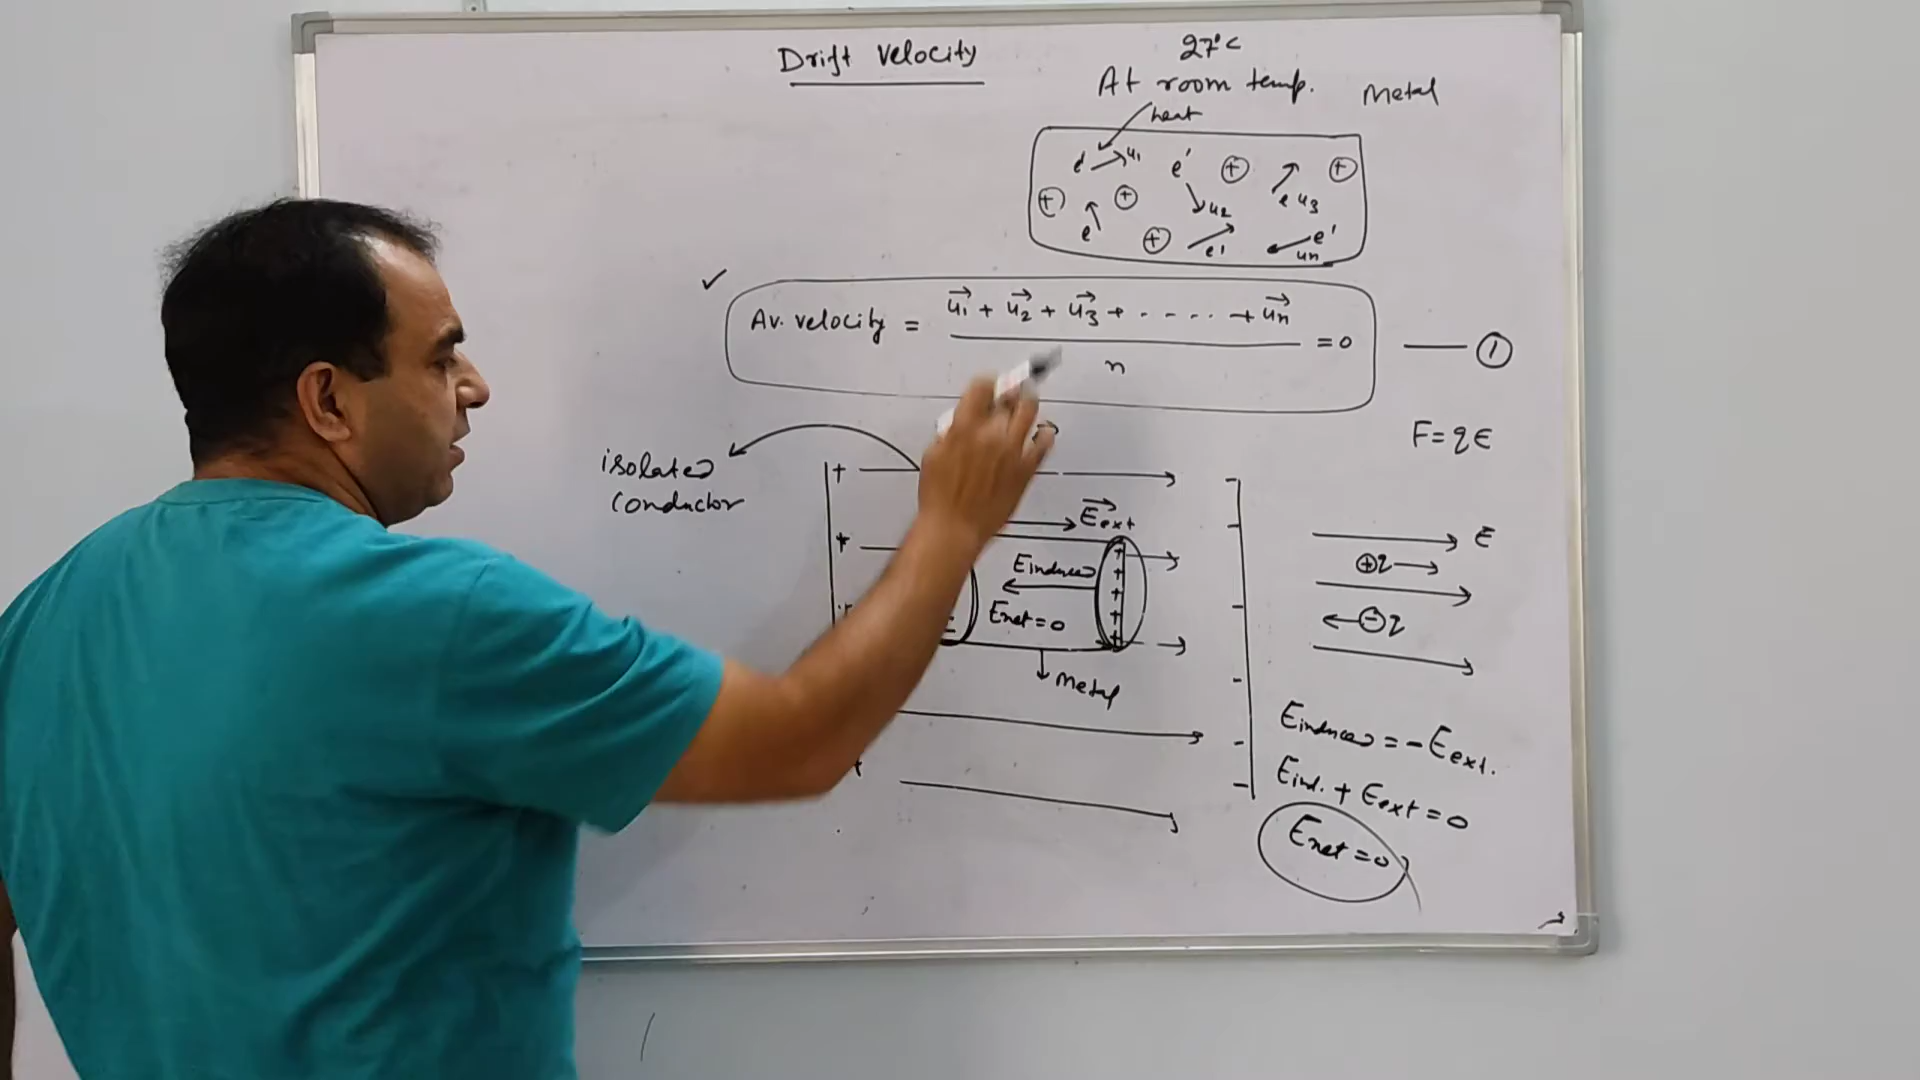 Drift Velocity
27°C
At room temp.
Metal
heat
e u1 e' + u3 +
+ + u2 e
e + e' e' un
✓ Av. velocity = u1 + u2 + u3 + ..... + un = 0 —— ①
n
F = qE
isolated
conductor
+
Eext
+
Einduced
Enet = 0
+
+
+
+
+
Metal
E
⊕q →
← ⊖q
Einduced = - Eext.
Eind. + Eext = 0
Enet = 0